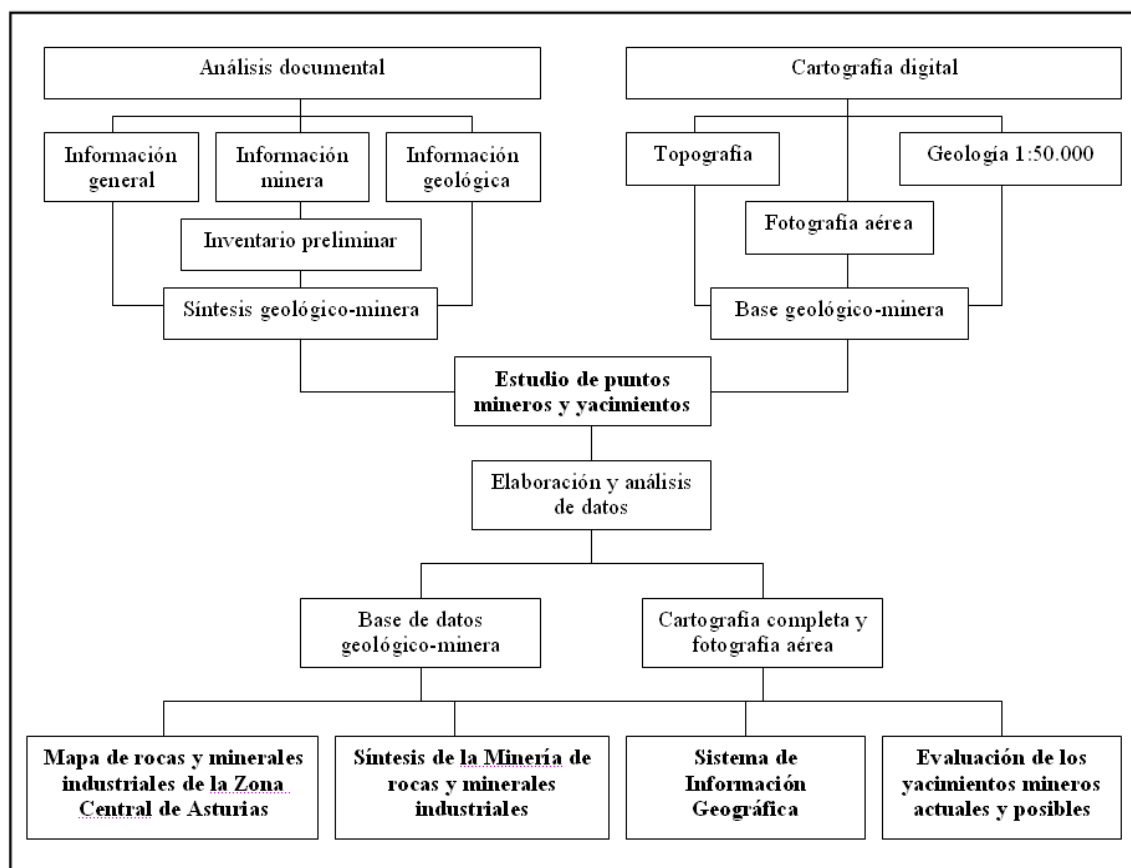 Análisis documental
Cartografía digital
Información
general
Información
minera
Información
geológica
Topografía
Geología 1:50.000
Fotografía aérea
Inventario preliminar
Síntesis geológico-minera
Base geológico-minera
Estudio de puntos
mineros y yacimientos
Elaboración y análisis
de datos
Base de datos
geológico-minera
Cartografía completa y
fotografía aérea
Mapa de rocas y minerales
industriales de la Zona
Central de Asturias
Síntesis de la Minería de
rocas y minerales
industriales
Sistema de
Información
Geográfica
Evaluación de los
yacimientos mineros
actuales y posibles